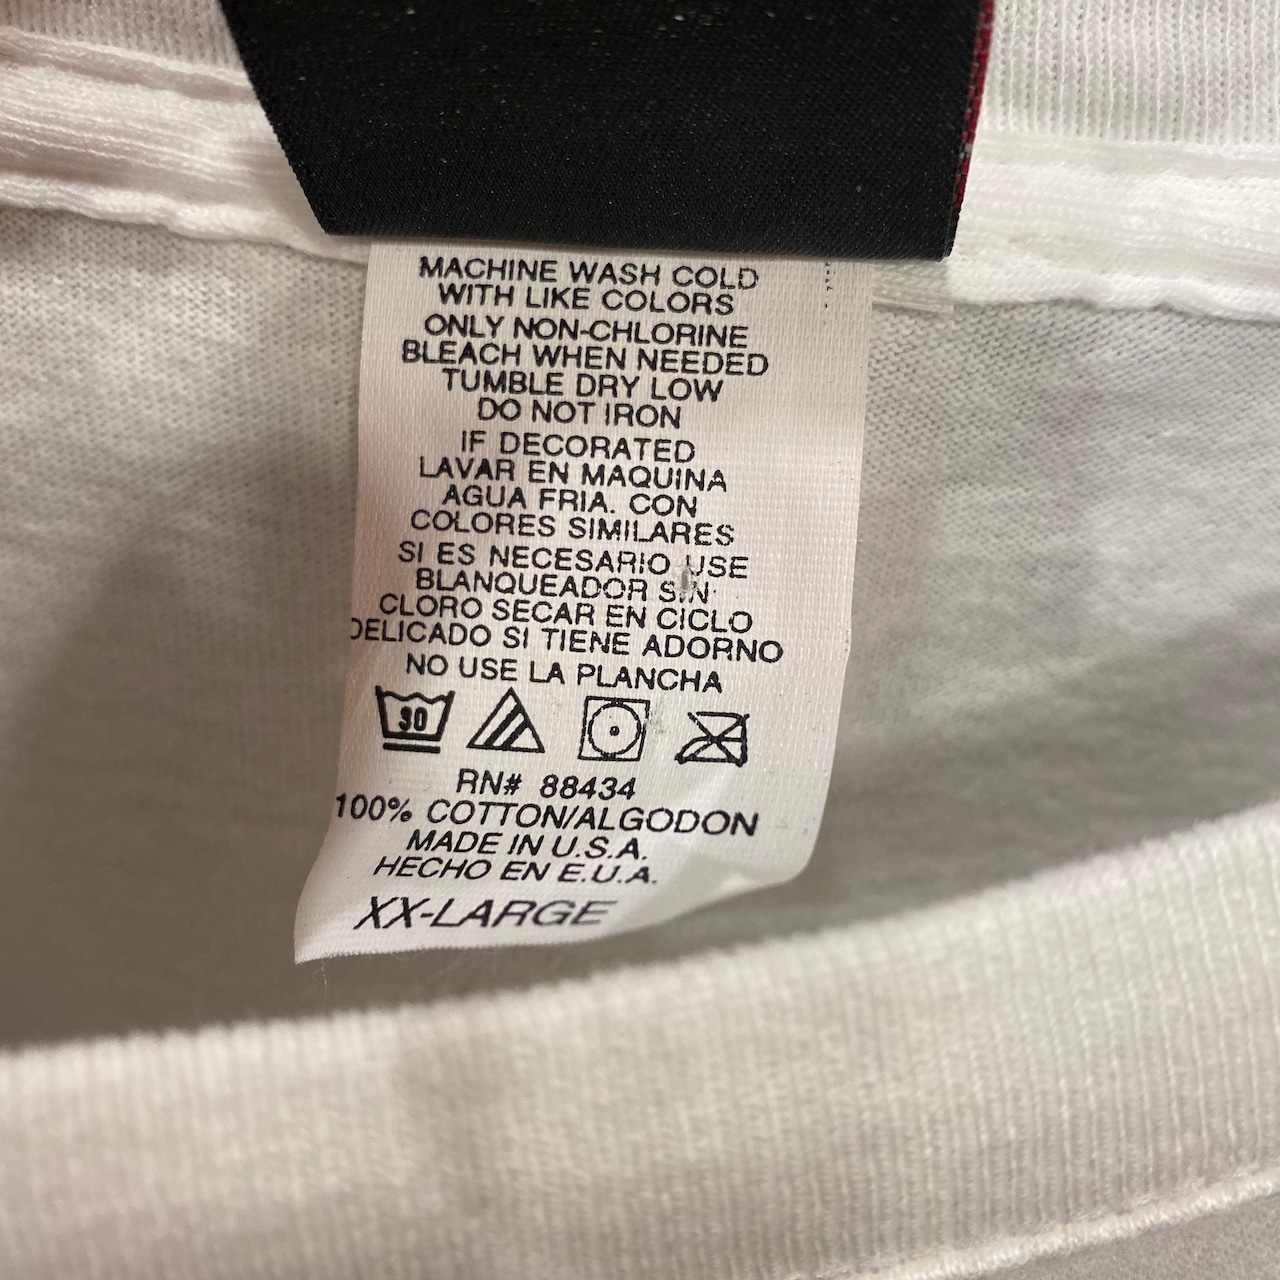 MACHINE WASH COLD
WITH LIKE COLORS
ONLY NON-CHLORINE
BLEACH WHEN NEEDED
TUMBLE DRY LOW
DO NOT IRON
IF DECORATED
LAVAR EN MAQUINA
AGUA FRIA. CON
COLORES SIMILARES
SI ES NECESARIO USE
BLANQUEADOR SIN
CLORO SECAR EN CICLO
DELICADO SI TIENE ADORNO
NO USE LA PLANCHA
30
RN# 88434
100% COTTON/ALGODON
MADE IN U.S.A.
HECHO EN E.U.A.
XX-LARGE